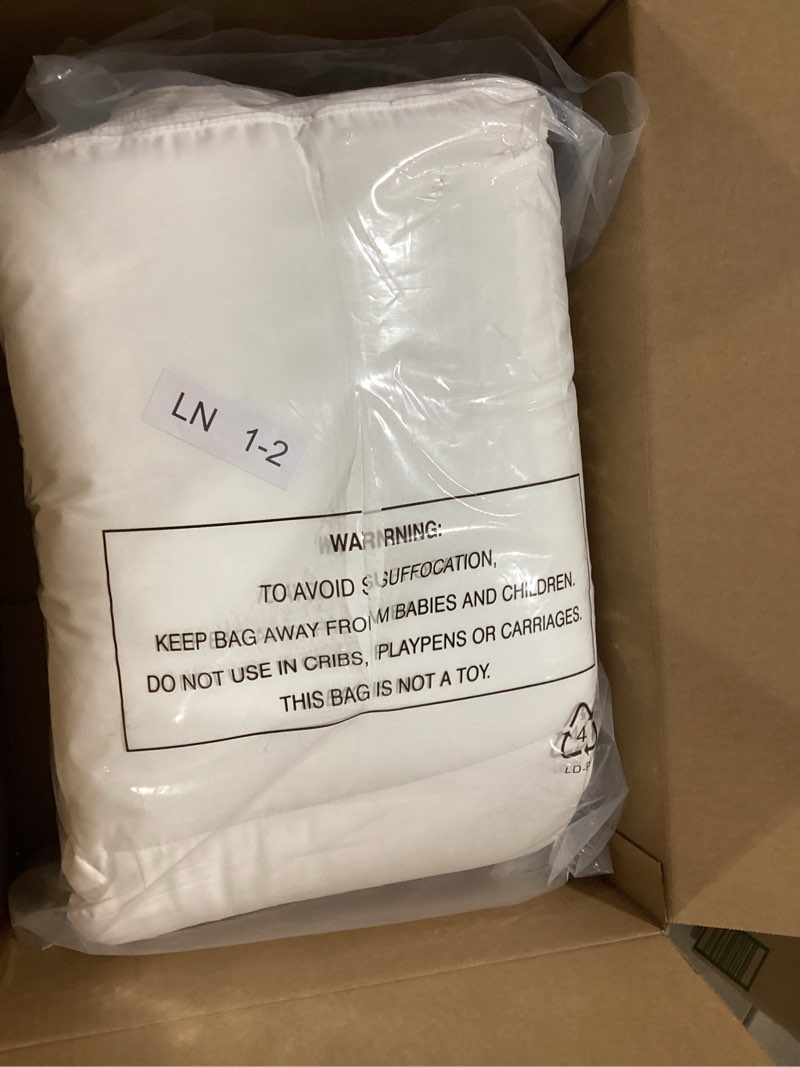 LN 1-2
WARNING:
TO AVOID SUFFOCATION,
KEEP BAG AWAY FROM BABIES AND CHILDREN.
DO NOT USE IN CRIBS, PLAYPENS OR CARRIAGES.
THIS BAG IS NOT A TOY.
4